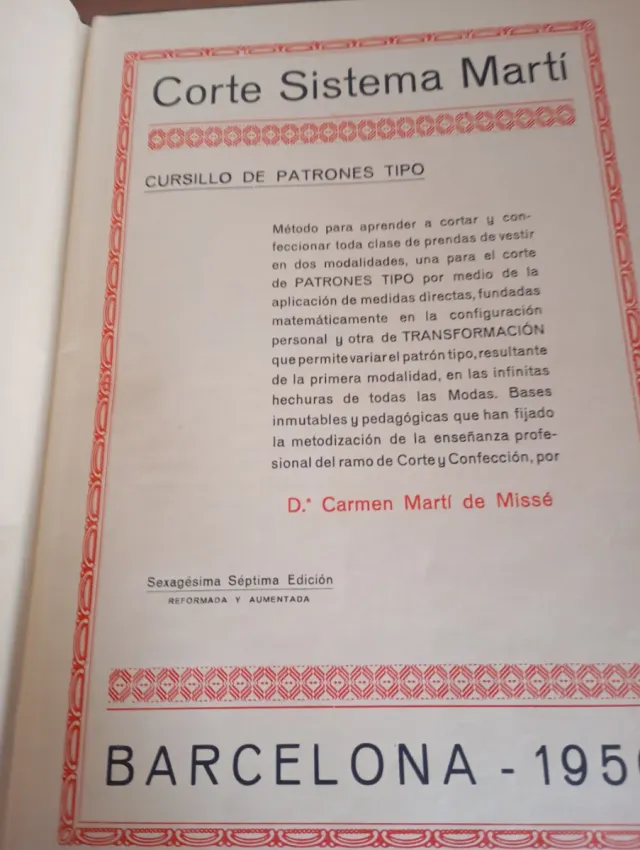 Corte Sistema Martí
CURSILLO DE PATRONES TIPO
Método para aprender a cortar y con-
feccionar toda clase de prendas de vestir
en dos modalidades, una para el corte
de PATRONES TIPO por medio de la
aplicación de medidas directas, fundadas
matemáticamente en la configuración
personal y otra de TRANSFORMACIÓN
que permite variar el patrón tipo, resultante
de la primera modalidad, en las infinitas
hechuras de todas las Modas. Bases
inmutables y pedagógicas que han fijado
la metodización de la enseñanza profe-
sional del ramo de Corte y Confección, por
D.ª Carmen Martí de Missé
Sexagésima Séptima Edición
REFORMADA Y AUMENTADA
BARCELONA -